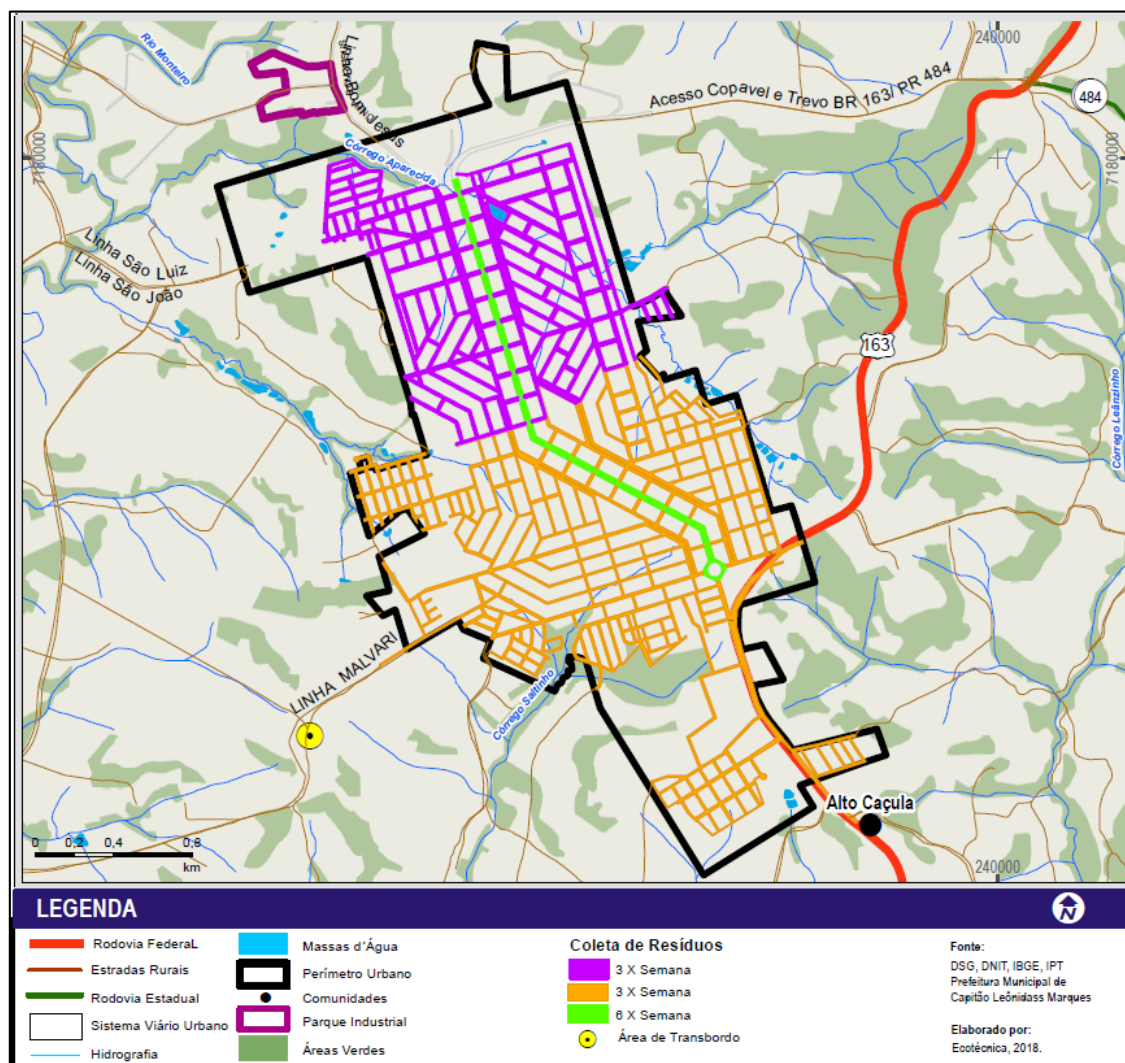 240000
Rio Monteiro
Linha Bom Jesus
Acesso Copavel e Trevo BR 163/ PR 484
484
7180000
7180000
Córrego Aparecida
Linha São Luiz
Linha São João
163
Córrego Leãnzinho
LINHA MALVARI
Córrego Saltinho
Alto Caçula
0 0,2 0,4 0,8
km
240000
LEGENDA
N
Rodovia FederaL
Estradas Rurais
Rodovia Estadual
Sistema Viário Urbano
Hidrografia
Massas d´Água
Perímetro Urbano
Comunidades
Parque Industrial
Áreas Verdes
Coleta de Resíduos
3 X Semana
3 X Semana
6 X Semana
Área de Transbordo
Fonte:
DSG, DNIT, IBGE, IPT
Prefeitura Municipal de
Capitão Leônidass Marques
Elaborado por:
Ecotécnica, 2018.